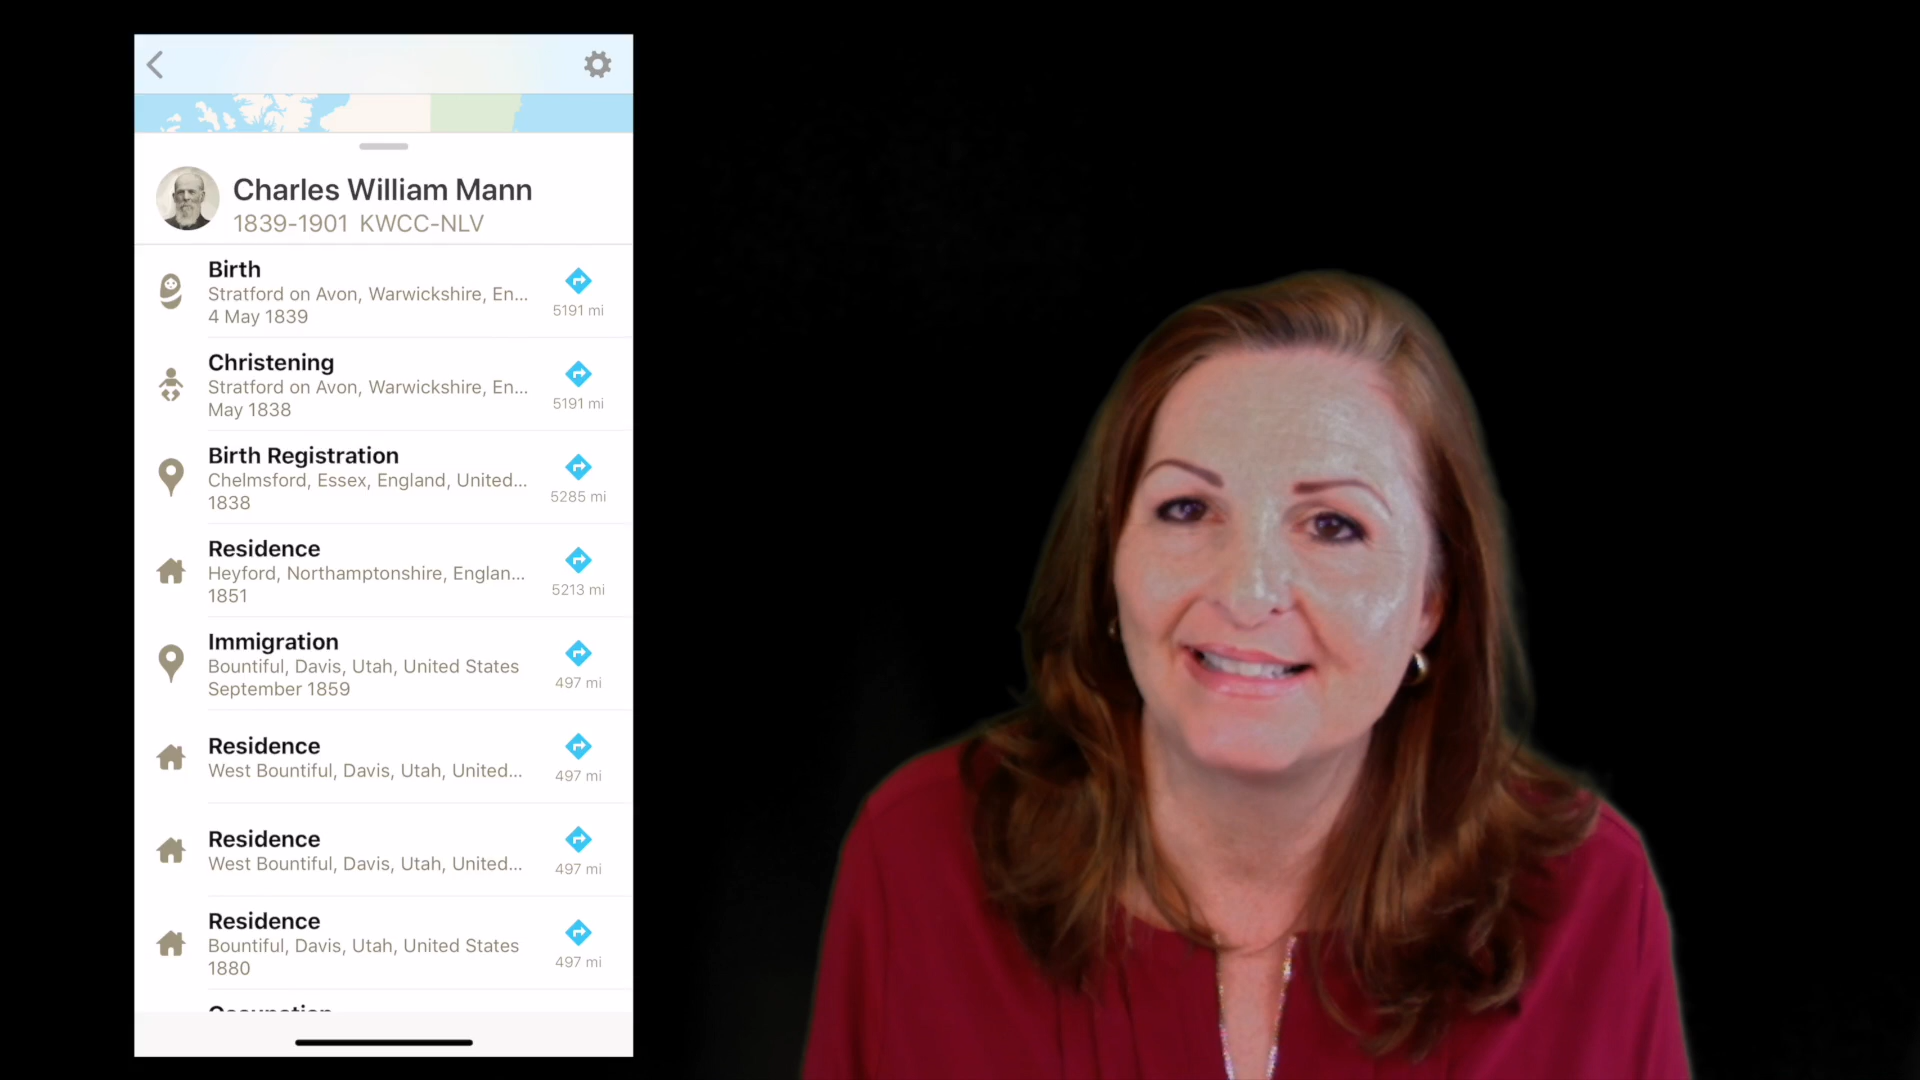 Charles William Mann
1839-1901 KWCC-NLV
Birth
Stratford on Avon, Warwickshire, En...
4 May 1839
5191 mi
Christening
Stratford on Avon, Warwickshire, En...
May 1838
5191 mi
Birth Registration
Chelmsford, Essex, England, United...
1838
5285 mi
Residence
Heyford, Northamptonshire, Englan...
1851
5213 mi
Immigration
Bountiful, Davis, Utah, United States
September 1859
497 mi
Residence
West Bountiful, Davis, Utah, United...
497 mi
Residence
West Bountiful, Davis, Utah, United...
497 mi
Residence
Bountiful, Davis, Utah, United States
1880
497 mi